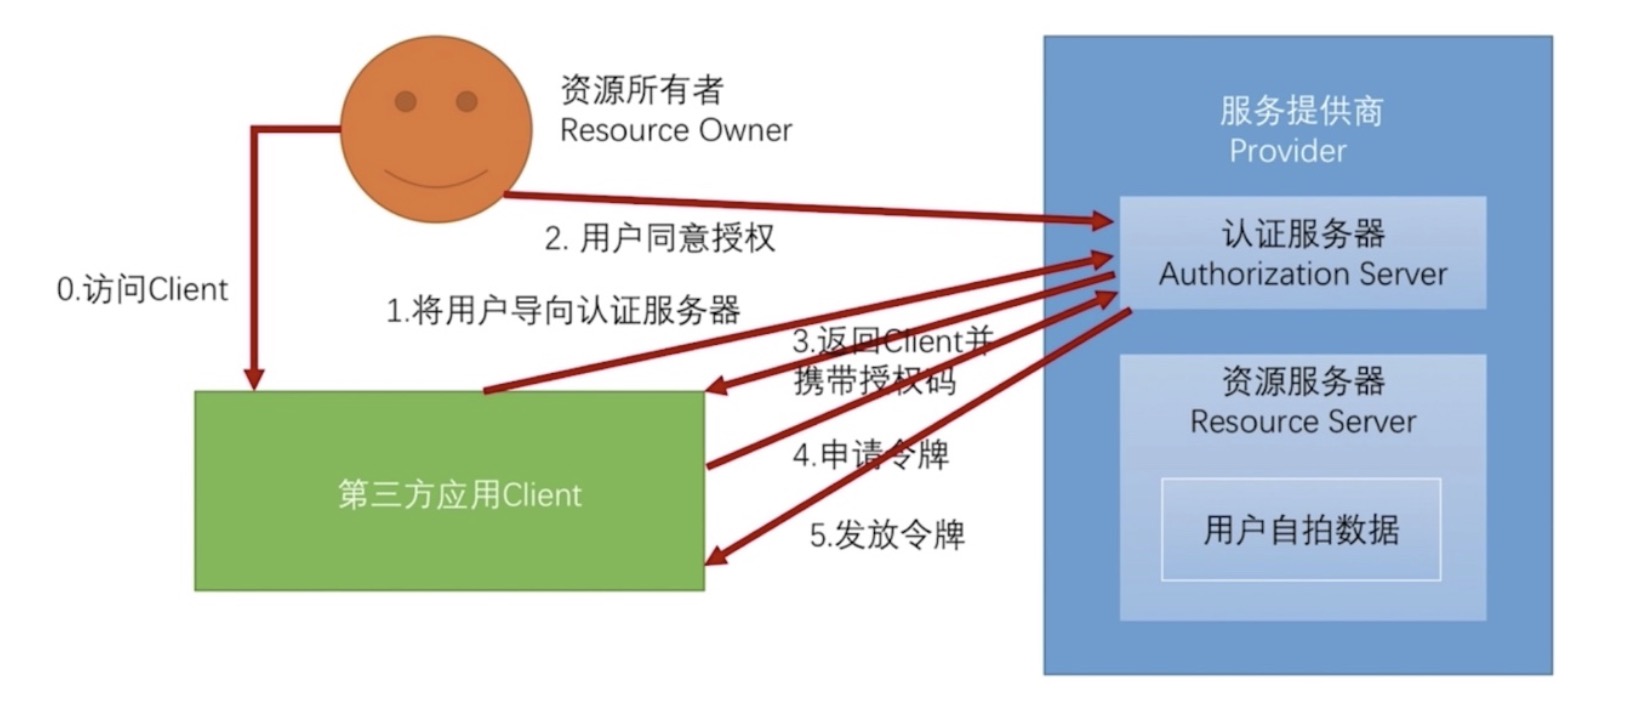 资源所有者
Resource Owner
服务提供商
Provider
认证服务器
Authorization Server
2. 用户同意授权
0.访问Client
1.将用户导向认证服务器
3.返回Client并
携带授权码
资源服务器
Resource Server
4.申请令牌
第三方应用Client
5.发放令牌
用户自拍数据